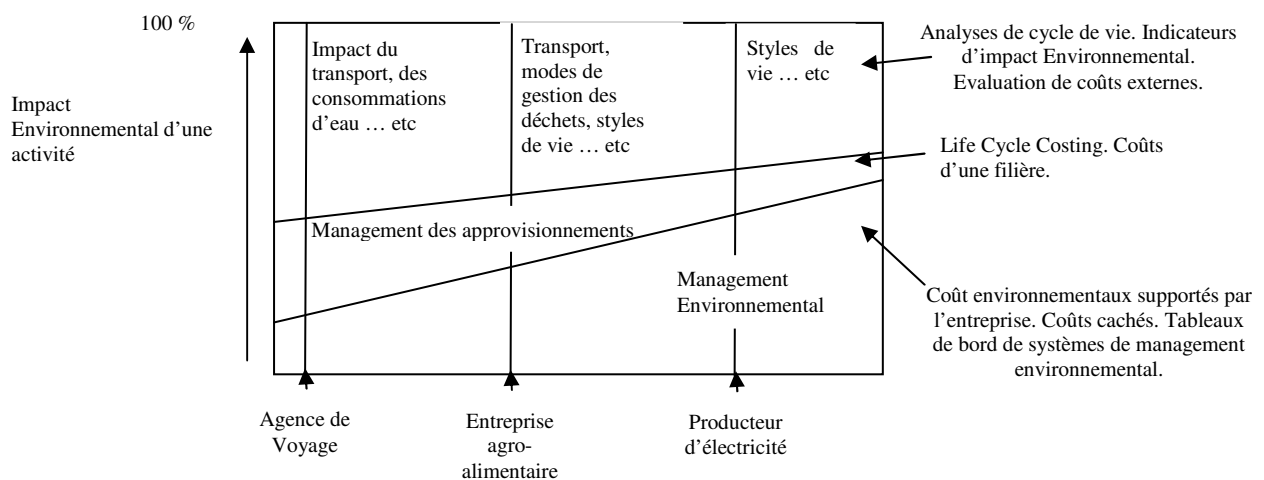 100 %
Impact
Environnemental d’une
activité
Impact du
transport, des
consommations
d’eau … etc
Transport,
modes de
gestion des
déchets, styles
de vie … etc
Styles de
vie … etc
Analyses de cycle de vie. Indicateurs
d’impact Environnemental.
Evaluation de coûts externes.
Life Cycle Costing. Coûts
d’une filière.
Management des approvisionnements
Management
Environnemental
Coût environnementaux supportés par
l’entreprise. Coûts cachés. Tableaux
de bord de systèmes de management
environnemental.
Agence de
Voyage
Entreprise
agro-
alimentaire
Producteur
d’électricité